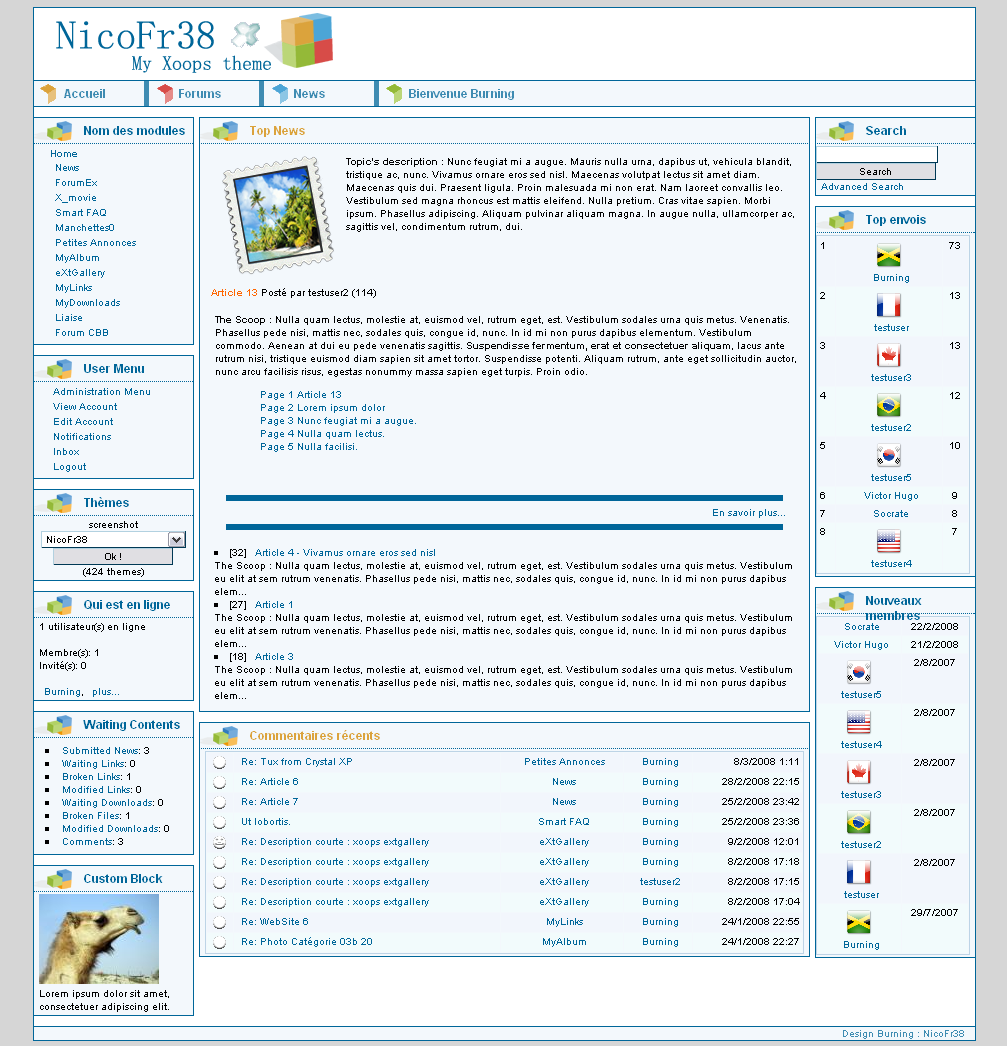 NicoFr38
My Xoops theme
Accueil
Forums
News
Bienvenue Burning
Nom des modules
Home
News
ForumEx
X_movie
Smart FAQ
Manchettes0
Petites Annonces
MyAlbum
eXtGallery
MyLinks
MyDownloads
Liaise
Forum CBB
User Menu
Administration Menu
View Account
Edit Account
Notifications
Inbox
Logout
Thèmes
screenshot
NicoFr38
Ok !
(424 themes)
Qui est en ligne
1 utilisateur(s) en ligne
Membre(s): 1
Invité(s): 0
Burning, plus...
Waiting Contents
Submitted News: 3
Waiting Links: 0
Broken Links: 1
Modified Links: 0
Waiting Downloads: 0
Broken Files: 1
Modified Downloads: 0
Comments: 3
Custom Block
Lorem ipsum dolor sit amet,
consectetuer adipiscing elit.
Top News
Topic's description : Nunc feugiat mi a augue. Mauris nulla urna, dapibus ut, vehicula blandit,
tristique ac, nunc. Vivamus ornare eros sed nisl. Maecenas volutpat lectus sit amet diam.
Maecenas quis dui. Praesent ligula. Proin malesuada mi non erat. Nam laoreet convallis leo.
Vestibulum sed magna rhoncus est mattis eleifend. Nulla pretium. Cras vitae sapien. Morbi
ipsum. Phasellus adipiscing. Aliquam pulvinar aliquam magna. In augue nulla, ullamcorper ac,
sagittis vel, condimentum rutrum, dui.
Article 13 Posté par testuser2 (114)
The Scoop : Nulla quam lectus, molestie at, euismod vel, rutrum eget, est. Vestibulum sodales urna quis metus. Venenatis.
Phasellus pede nisi, mattis nec, sodales quis, congue id, nunc. In id mi non purus dapibus elementum. Vestibulum
commodo. Aenean at dui eu pede venenatis sagittis. Suspendisse fermentum, erat et consectetuer aliquam, lacus ante
rutrum nisi, tristique euismod diam sapien sit amet tortor. Suspendisse potenti. Aliquam rutrum, ante eget sollicitudin auctor,
nunc arcu facilisis risus, egestas nonummy massa sapien eget turpis. Proin odio.
Page 1 Article 13
Page 2 Lorem ipsum dolor
Page 3 Nunc feugiat mi a augue.
Page 4 Nulla quam lectus.
Page 5 Nulla facilisi.
En savoir plus...
[32] Article 4 - Vivamus ornare eros sed nisl
The Scoop : Nulla quam lectus, molestie at, euismod vel, rutrum eget, est. Vestibulum sodales urna quis metus. Vestibulum
eu elit at sem rutrum venenatis. Phasellus pede nisi, mattis nec, sodales quis, congue id, nunc. In id mi non purus dapibus
elem...
[27] Article 1
The Scoop : Nulla quam lectus, molestie at, euismod vel, rutrum eget, est. Vestibulum sodales urna quis metus. Vestibulum
eu elit at sem rutrum venenatis. Phasellus pede nisi, mattis nec, sodales quis, congue id, nunc. In id mi non purus dapibus
elem...
[18] Article 3
The Scoop : Nulla quam lectus, molestie at, euismod vel, rutrum eget, est. Vestibulum sodales urna quis metus. Vestibulum
eu elit at sem rutrum venenatis. Phasellus pede nisi, mattis nec, sodales quis, congue id, nunc. In id mi non purus dapibus
elem...
Commentaires récents
Re: Tux from Crystal XP Petites Annonces Burning 8/3/2008 1:11
Re: Article 6 News Burning 28/2/2008 22:15
Re: Article 7 News Burning 25/2/2008 23:42
Ut lobortis. Smart FAQ Burning 25/2/2008 23:36
Re: Description courte : xoops extgallery eXtGallery Burning 9/2/2008 12:01
Re: Description courte : xoops extgallery eXtGallery Burning 8/2/2008 17:18
Re: Description courte : xoops extgallery eXtGallery testuser2 8/2/2008 17:15
Re: Description courte : xoops extgallery eXtGallery Burning 8/2/2008 17:04
Re: WebSite 6 MyLinks Burning 24/1/2008 22:55
Re: Photo Catégorie 03b 20 MyAlbum Burning 24/1/2008 22:27
Search
Search
Advanced Search
Top envois
1 73
Burning
2 13
testuser
3 13
testuser3
4 12
testuser2
5 10
testuser5
6 Victor Hugo 9
7 Socrate 8
8 7
testuser4
Nouveaux
membres
Socrate 22/2/2008
Victor Hugo 21/2/2008
2/8/2007
testuser5
2/8/2007
testuser4
2/8/2007
testuser3
2/8/2007
testuser2
2/8/2007
testuser
29/7/2007
Burning
Design Burning : NicoFr38